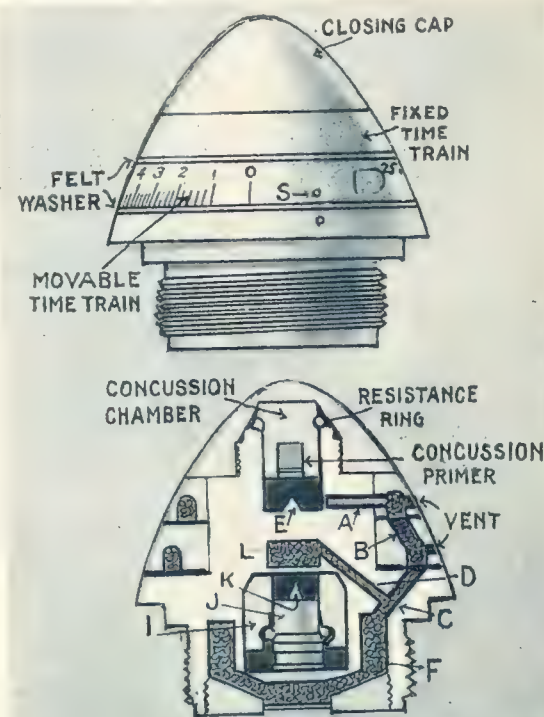 CLOSING CAP
FIXED
TIME
TRAIN
FELT
WASHER
4 3 2 1 0
S
25
P
MOVABLE
TIME TRAIN
CONCUSSION
CHAMBER
RESISTANCE
RING
CONCUSSION
PRIMER
E
A
VENT
B
L
D
K
J
I
C
F